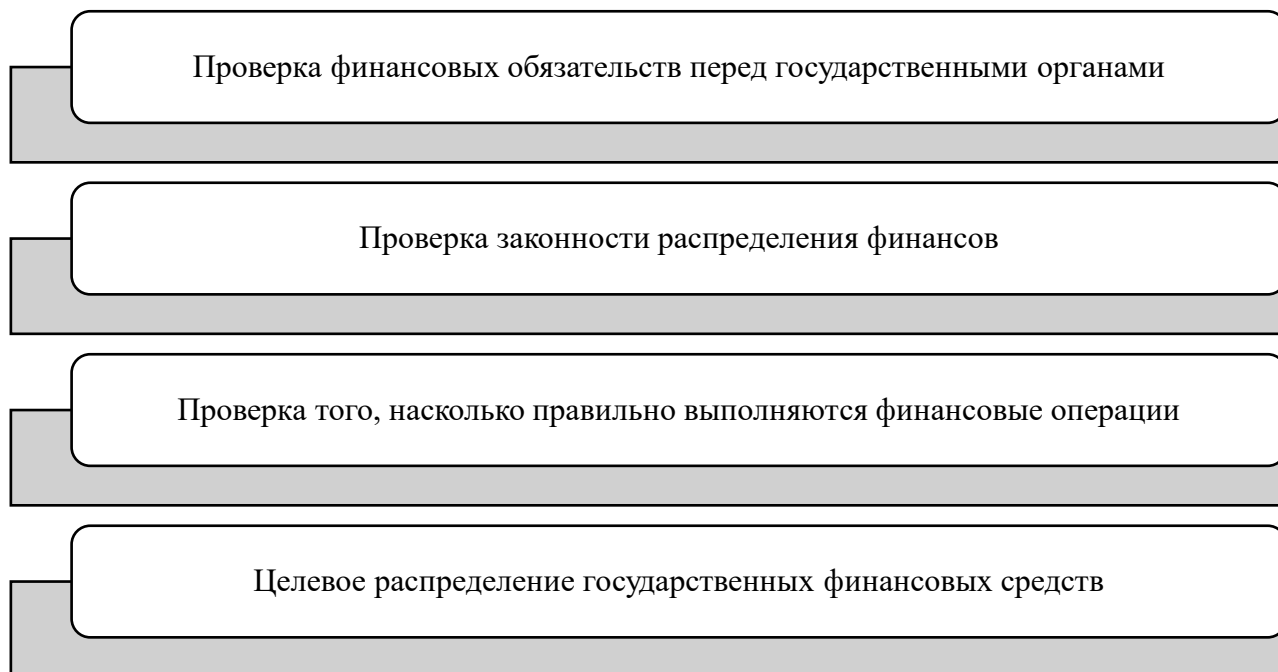 Проверка финансовых обязательств перед государственными органами
Проверка законности распределения финансов
Проверка того, насколько правильно выполняются финансовые операции
Целевое распределение государственных финансовых средств